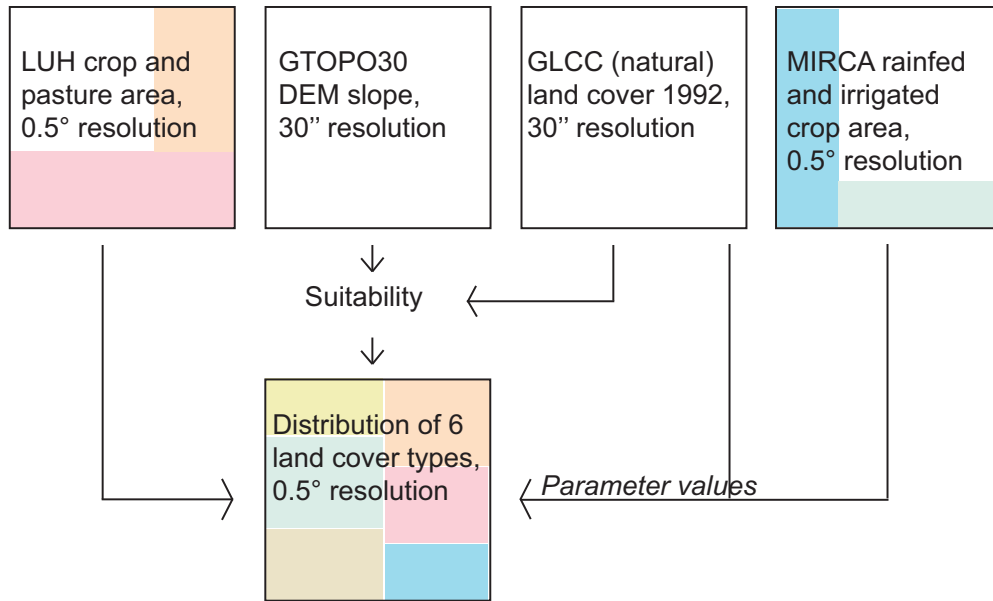 LUH crop and
pasture area,
0.5° resolution
GTOPO30
DEM slope,
30’’ resolution
GLCC (natural)
land cover 1992,
30’’ resolution
MIRCA rainfed
and irrigated
crop area,
0.5° resolution
Suitability
Distribution of 6
land cover types,
0.5° resolution
Parameter values